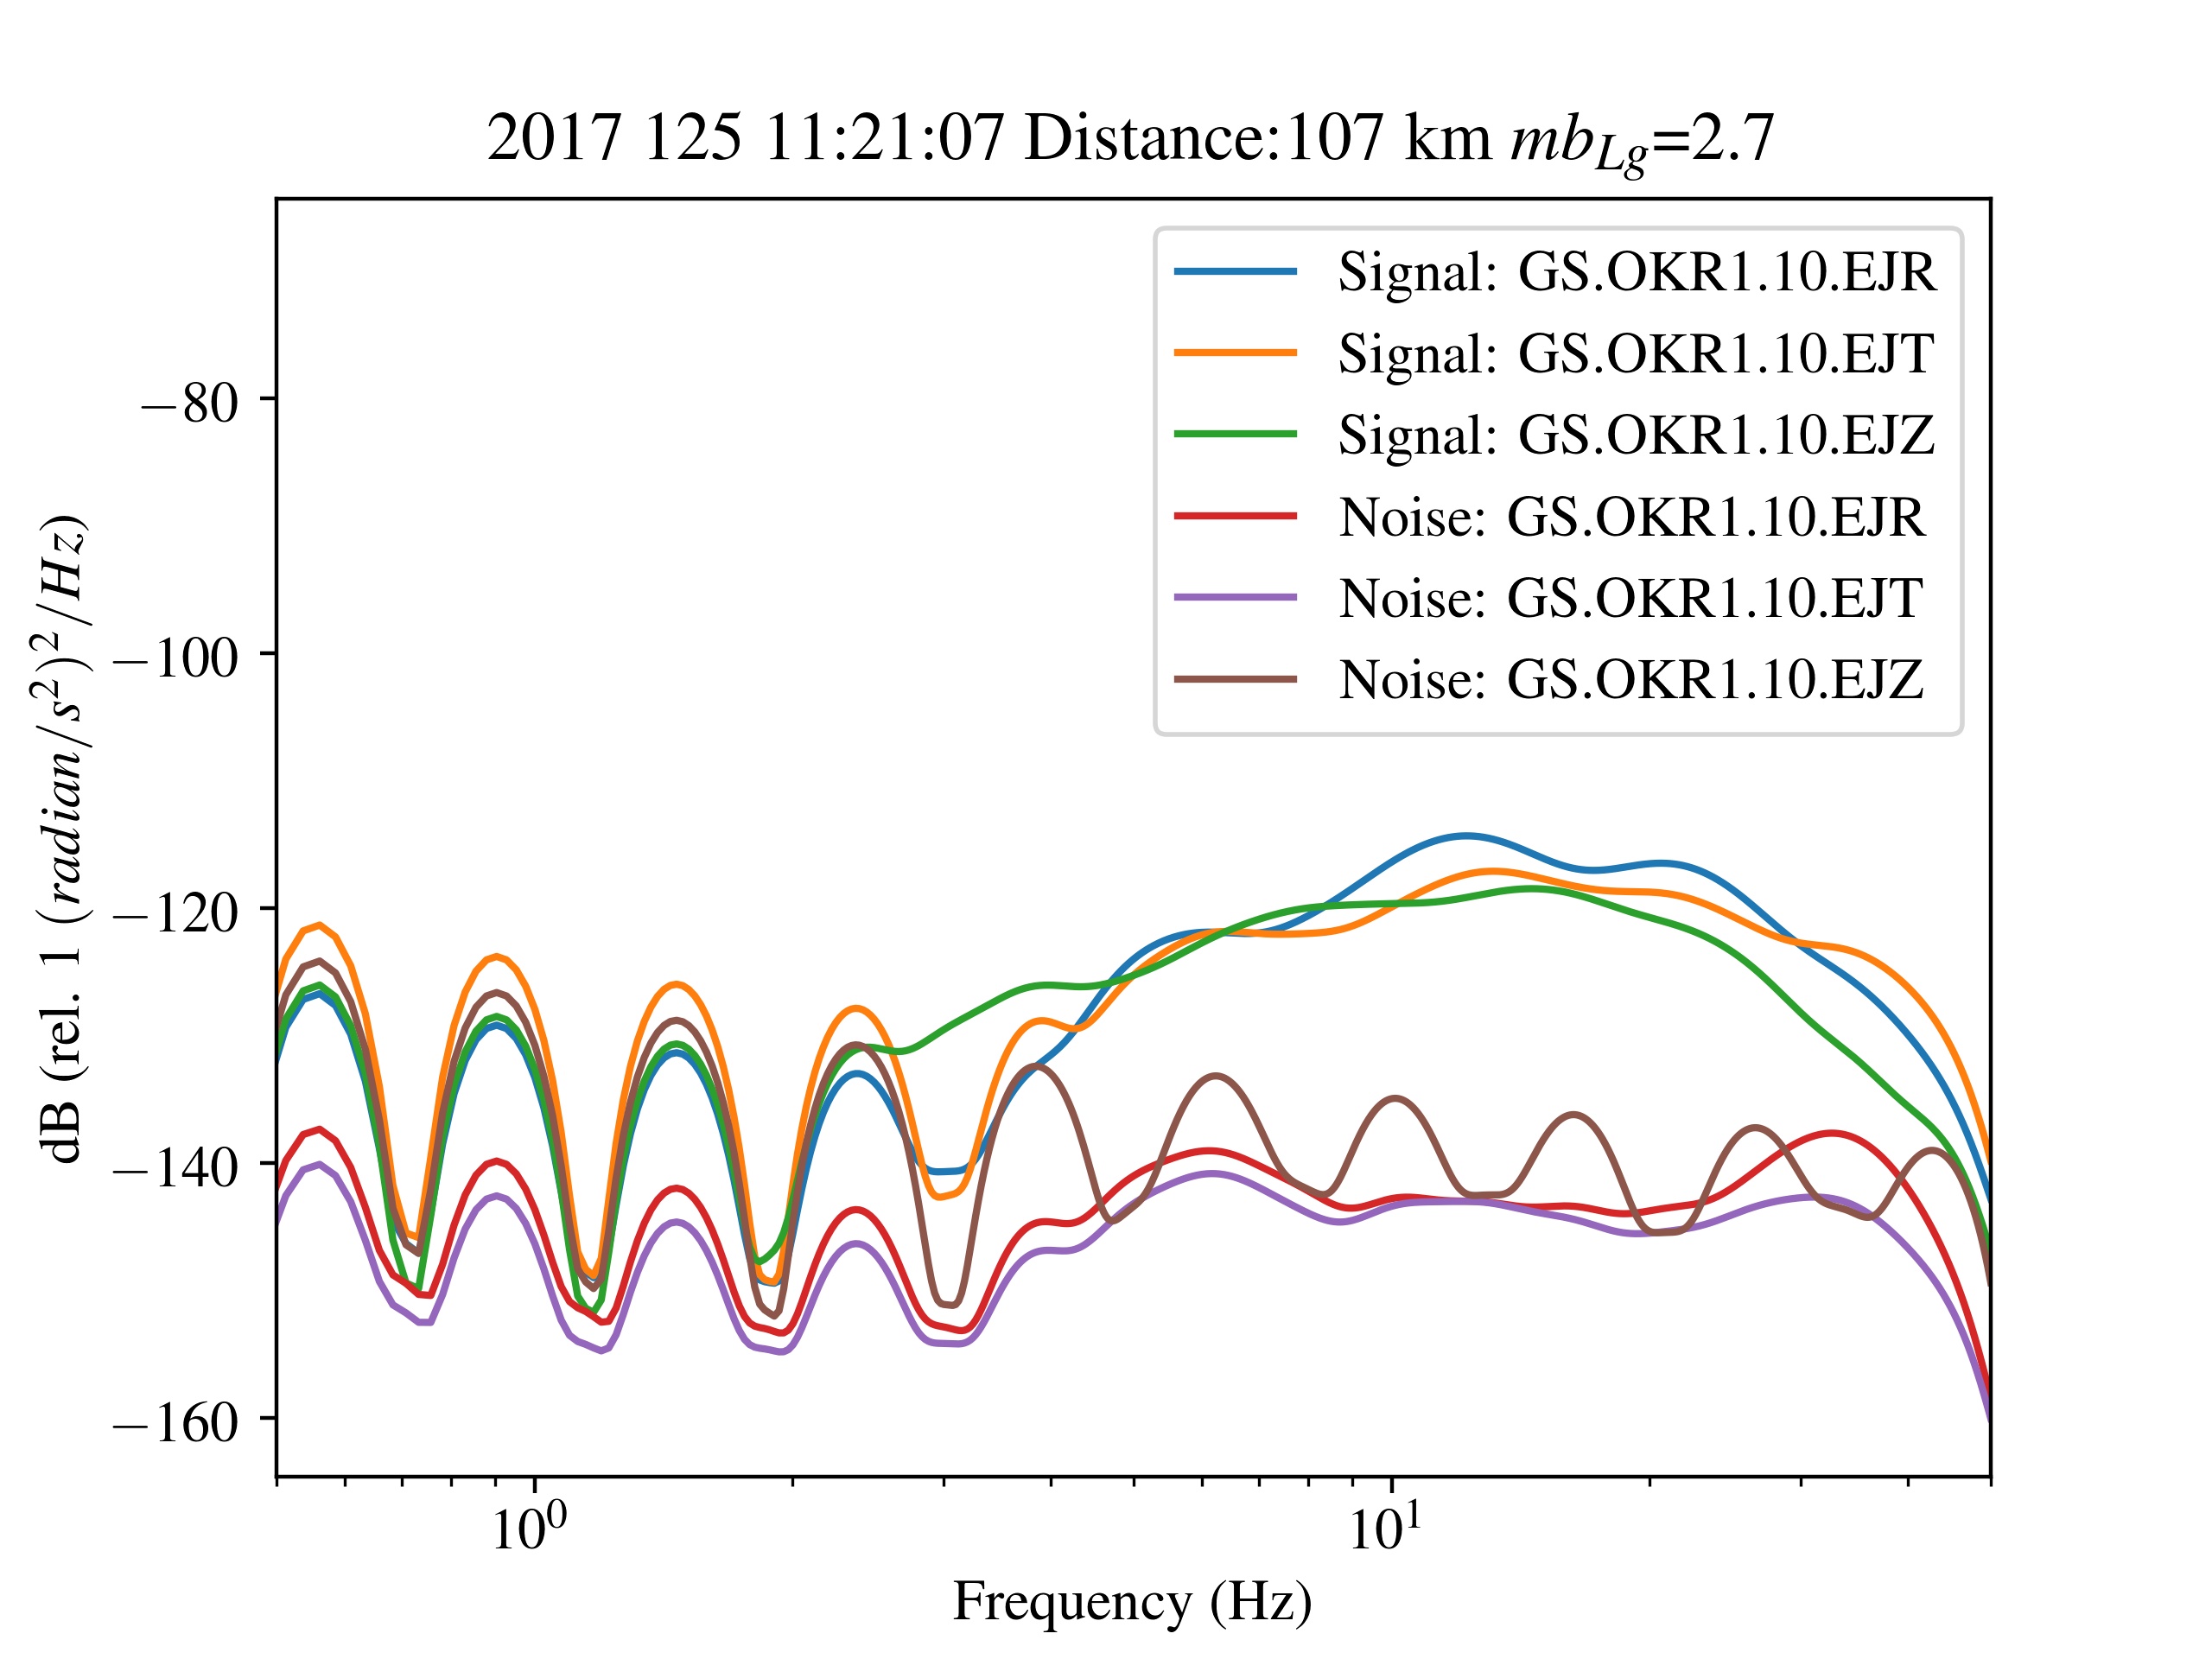 2017 125 11:21:07 Distance:107 km mb_Lg=2.7
Signal: GS.OKR1.10.EJR
Signal: GS.OKR1.10.EJT
Signal: GS.OKR1.10.EJZ
Noise: GS.OKR1.10.EJR
Noise: GS.OKR1.10.EJT
Noise: GS.OKR1.10.EJZ
dB (rel. 1 (radian/s²)²/Hz)
−80
−100
−120
−140
−160
10⁰ 10¹
Frequency (Hz)